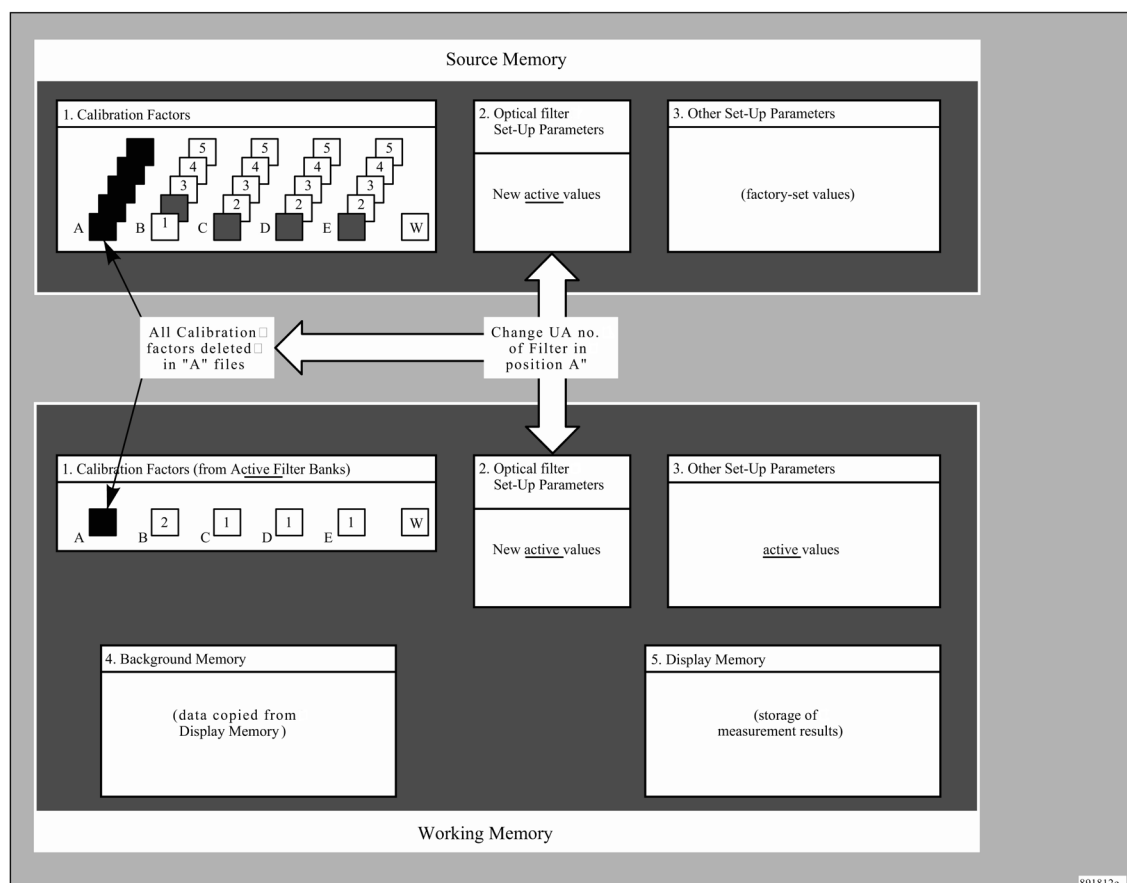 Source Memory
1. Calibration Factors
5 5 5 5
4 4 4 4
3 3 3 3
2 2 2
A B 1 C D E W
2. Optical filter
Set-Up Parameters
New active values
3. Other Set-Up Parameters
(factory-set values)
All Calibration
factors deleted
in "A" files
Change UA no.
of Filter in
position A"
1. Calibration Factors (from Active Filter Banks)
A B 2 C 1 D 1 E 1 W
2. Optical filter
Set-Up Parameters
New active values
3. Other Set-Up Parameters
active values
4. Background Memory
(data copied from
Display Memory)
5. Display Memory
(storage of
measurement results)
Working Memory
891812e